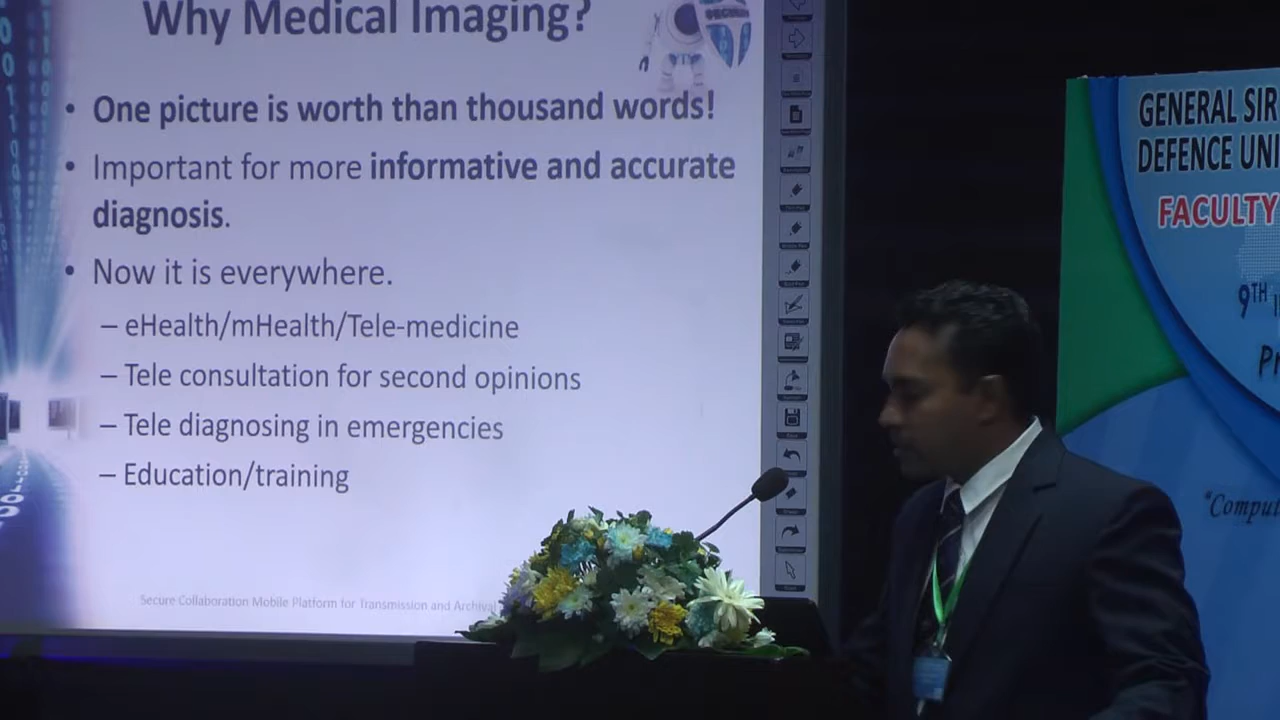 Why Medical Imaging?
• One picture is worth than thousand words!
• Important for more informative and accurate
diagnosis.
• Now it is everywhere.
– eHealth/mHealth/Tele-medicine
– Tele consultation for second opinions
– Tele diagnosing in emergencies
– Education/training
Secure Collaboration Mobile Platform for Transmission and Archival
GENERAL SIR
DEFENCE UNI
FACULTY
9TH
"Comput